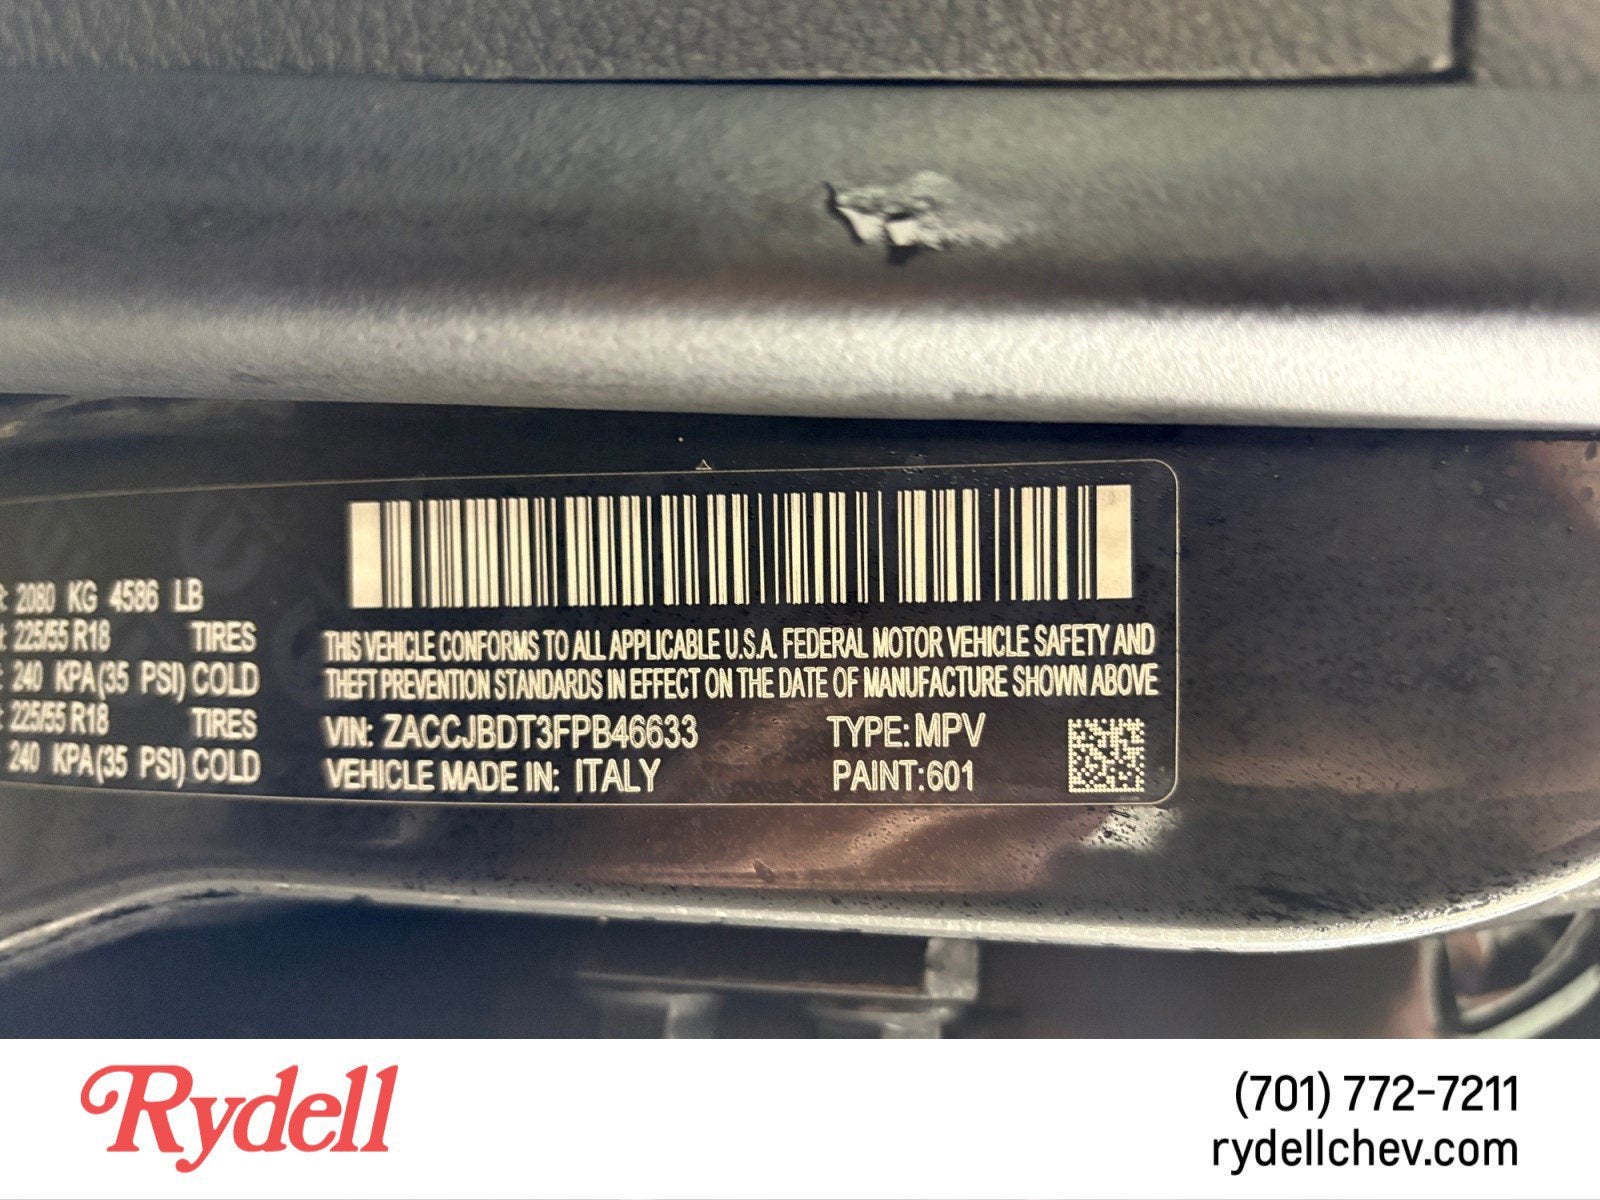 2080 KG 4586 LB
225/55 R18 TIRES
240 KPA(35 PSI) COLD
225/55 R18 TIRES
240 KPA(35 PSI) COLD
THIS VEHICLE CONFORMS TO ALL APPLICABLE U.S.A. FEDERAL MOTOR VEHICLE SAFETY AND
THEFT PREVENTION STANDARDS IN EFFECT ON THE DATE OF MANUFACTURE SHOWN ABOVE
VIN: ZACCJBDT3FPB46633 TYPE: MPV
VEHICLE MADE IN: ITALY PAINT:601
Rydell
(701) 772-7211
rydellchev.com